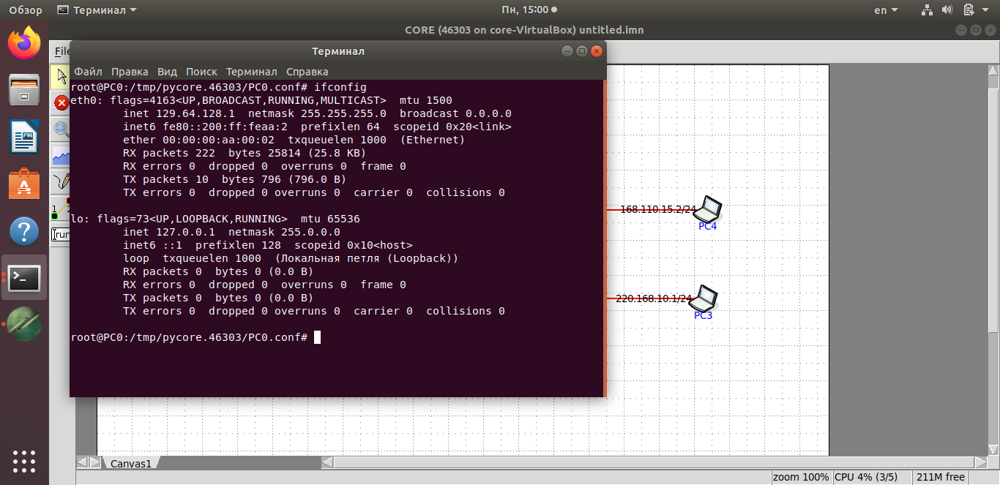 Обзор Терминал Пн, 15:00 en
CORE (46303 on core-VirtualBox) untitled.imn
File
Терминал
Файл Правка Вид Поиск Терминал Справка
root@PC0:/tmp/pycore.46303/PC0.conf# ifconfig
eth0: flags=4163<UP,BROADCAST,RUNNING,MULTICAST> mtu 1500
inet 129.64.128.1 netmask 255.255.255.0 broadcast 0.0.0.0
inet6 fe80::200:ff:feaa:2 prefixlen 64 scopeid 0x20<link>
ether 00:00:00:aa:00:02 txqueuelen 1000 (Ethernet)
RX packets 222 bytes 25814 (25.8 KB)
RX errors 0 dropped 0 overruns 0 frame 0
TX packets 10 bytes 796 (796.0 B)
TX errors 0 dropped 0 overruns 0 carrier 0 collisions 0
lo: flags=73<UP,LOOPBACK,RUNNING> mtu 65536
inet 127.0.0.1 netmask 255.0.0.0
inet6 ::1 prefixlen 128 scopeid 0x10<host>
loop txqueuelen 1000 (Локальная петля (Loopback))
RX packets 0 bytes 0 (0.0 B)
RX errors 0 dropped 0 overruns 0 frame 0
TX packets 0 bytes 0 (0.0 B)
TX errors 0 dropped 0 overruns 0 carrier 0 collisions 0
root@PC0:/tmp/pycore.46303/PC0.conf#
1 2
run
168.110.15.2/24
PC4
220.168.10.1/24
PC3
Canvas1
zoom 100% CPU 4% (3/5) 211M free